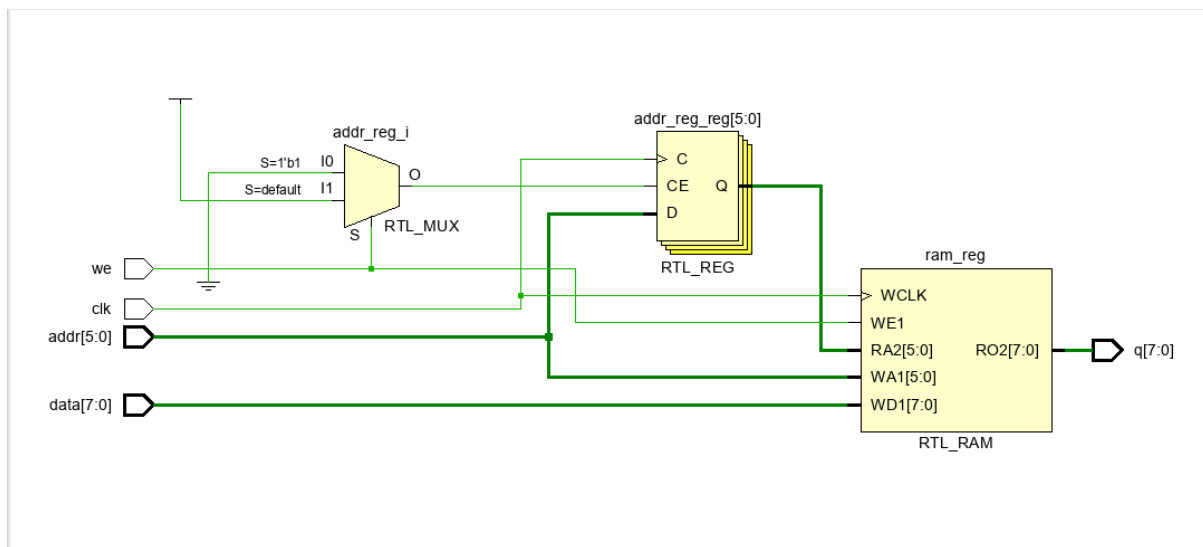 addr_reg_i
S=1'b1 I0
S=default I1
O
S
RTL_MUX
addr_reg_reg[5:0]
C
CE
Q
D
RTL_REG
we
clk
addr[5:0]
data[7:0]
ram_reg
WCLK
WE1
RA2[5:0]
RO2[7:0]
WA1[5:0]
WD1[7:0]
RTL_RAM
q[7:0]